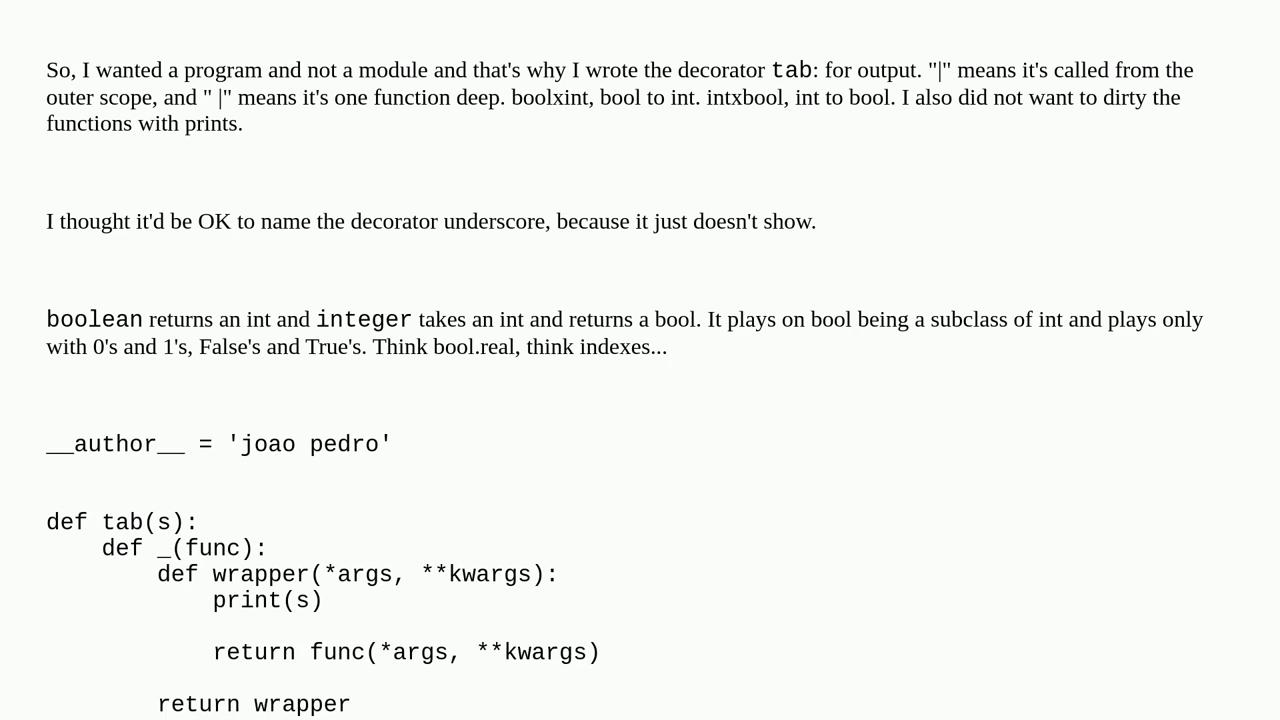 So, I wanted a program and not a module and that's why I wrote the decorator tab: for output. "|" means it's called from the
outer scope, and " |" means it's one function deep. boolxint, bool to int. intxbool, int to bool. I also did not want to dirty the
functions with prints.
I thought it'd be OK to name the decorator underscore, because it just doesn't show.
boolean returns an int and integer takes an int and returns a bool. It plays on bool being a subclass of int and plays only
with 0's and 1's, False's and True's. Think bool.real, think indexes...
__author__ = 'joao pedro'
def tab(s):
    def _(func):
        def wrapper(*args, **kwargs):
            print(s)
            return func(*args, **kwargs)
        return wrapper